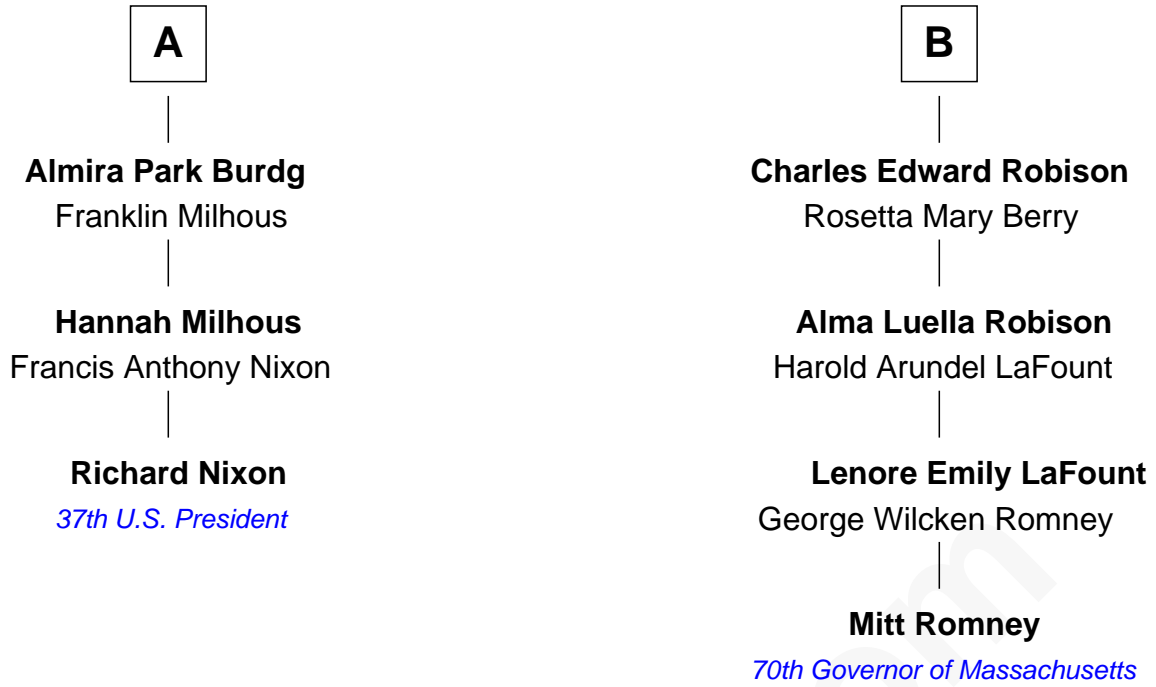 A
Almira Park Burdg
Franklin Milhous
Hannah Milhous
Francis Anthony Nixon
Richard Nixon
37th U.S. President
B
Charles Edward Robison
Rosetta Mary Berry
Alma Luella Robison
Harold Arundel LaFount
Lenore Emily LaFount
George Wilcken Romney
Mitt Romney
70th Governor of Massachusetts